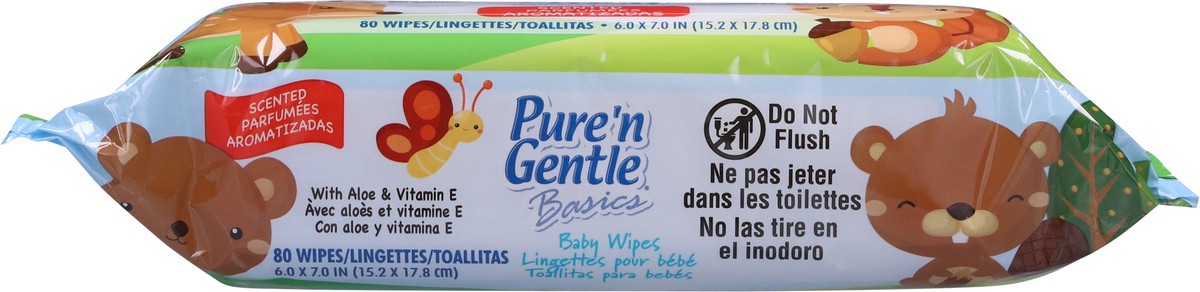 SCENTED
PARFUMÉES
AROMATIZADAS
80 WIPES/LINGETTES/TOALLITAS • 6.0 X 7.0 IN (15.2 X 17.8 cm)
SCENTED
PARFUMÉES
AROMATIZADAS
With Aloe & Vitamin E
Avec aloès et vitamine E
Con aloe y vitamina E
80 WIPES/LINGETTES/TOALLITAS
6.0 X 7.0 IN (15.2 X 17.8 cm)
Pure'n
Gentle
Basics
Baby Wipes
Lingettes pour bébé
Toallitas para bebés
Do Not
Flush
Ne pas jeter
dans les toilettes
No las tire en
el inodoro